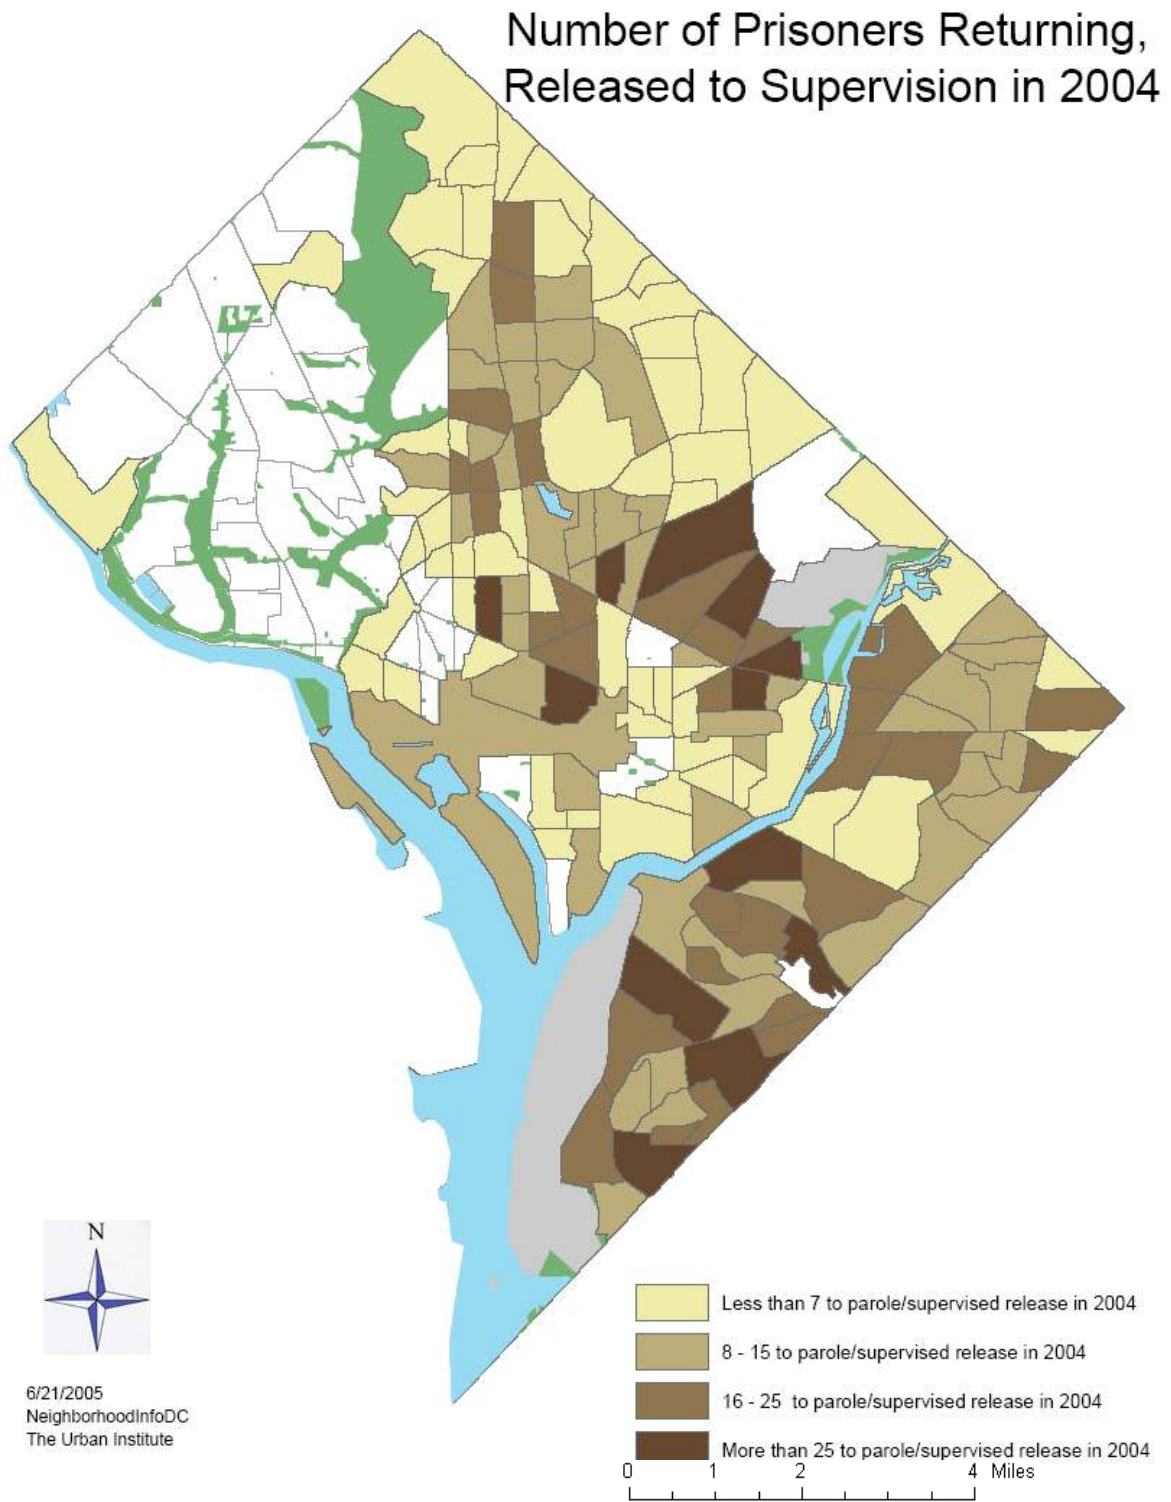 Number of Prisoners Returning,
Released to Supervision in 2004
N
6/21/2005
NeighborhoodInfoDC
The Urban Institute
Less than 7 to parole/supervised release in 2004
8 - 15 to parole/supervised release in 2004
16 - 25 to parole/supervised release in 2004
More than 25 to parole/supervised release in 2004
0 1 2 4 Miles